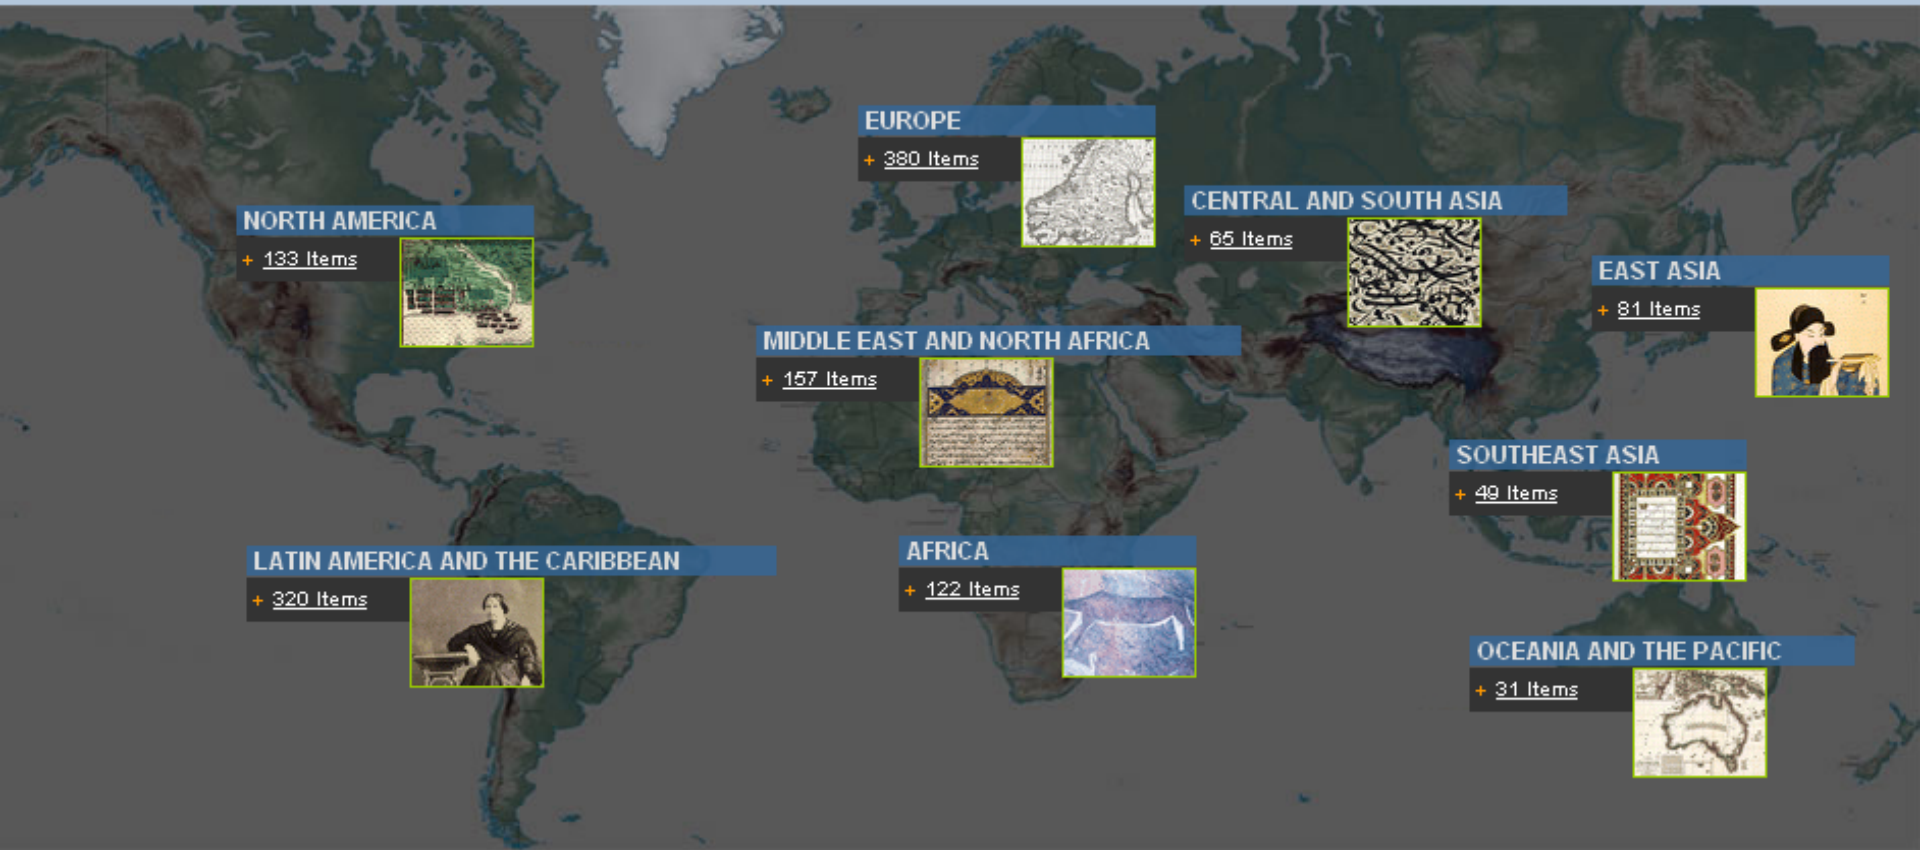 EUROPE
+ 380 Items
CENTRAL AND SOUTH ASIA
+ 65 Items
NORTH AMERICA
+ 133 Items
EAST ASIA
+ 81 Items
MIDDLE EAST AND NORTH AFRICA
+ 157 Items
SOUTHEAST ASIA
+ 49 Items
LATIN AMERICA AND THE CARIBBEAN
+ 320 Items
AFRICA
+ 122 Items
OCEANIA AND THE PACIFIC
+ 31 Items